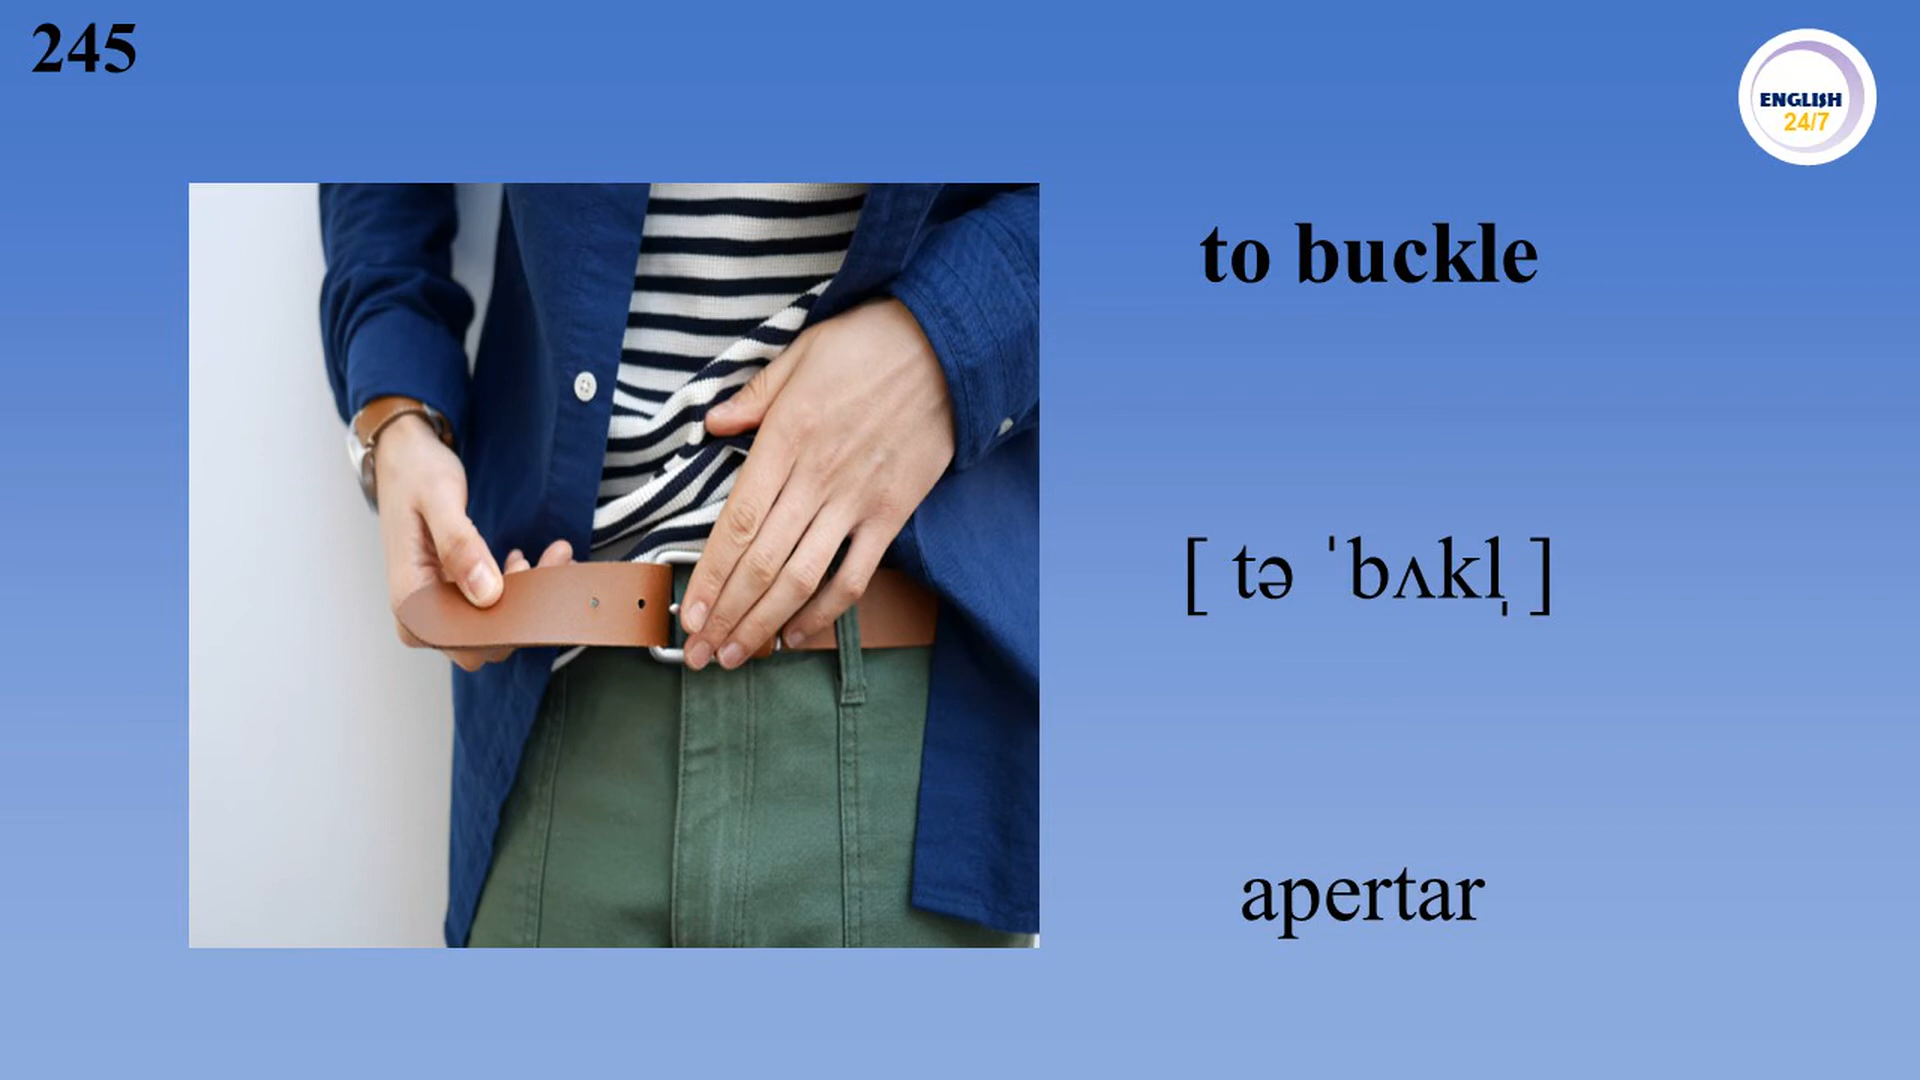 245
ENGLISH
24/7
to buckle
[ tə ˈbʌkl̩ ]
apertar